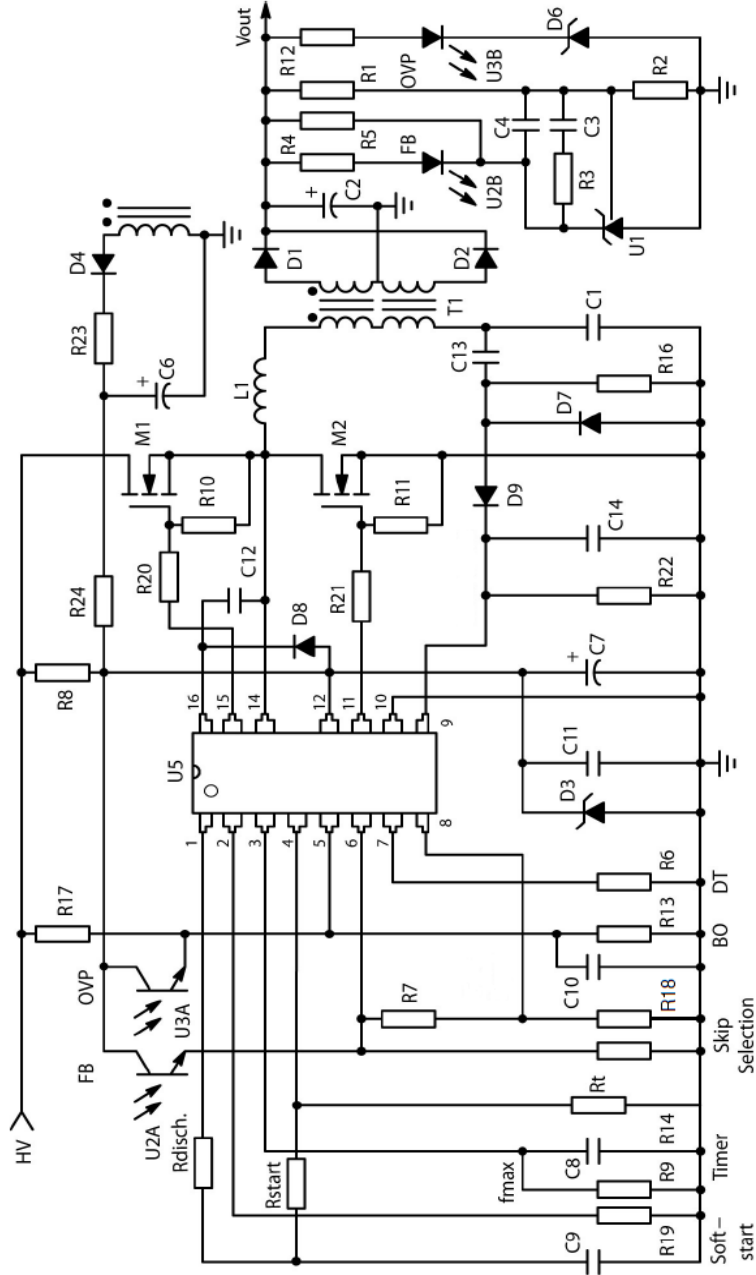 HV
FB
OVP
R17
R8
R24
R23
D4
U2A
U3A
R20
M1
C6
Rdisch.
U5
R10
1
16
2
15
3
14
4
5
12
6
11
7
10
8
9
C12
L1
Vout
Rstart
D8
D1
R12
R4
R1
R5
R21
M2
C2
FB
OVP
D6
R11
U2B
U3B
R7
D2
T1
fmax
D9
C13
C4
C3
R3
C9
C8
Rt
C10
D3
C11
C7
C14
D7
C1
U1
R2
R19
R9
R14
R18
R13
R6
R22
R16
Soft–
start
Timer
Skip
Selection
BO
DT